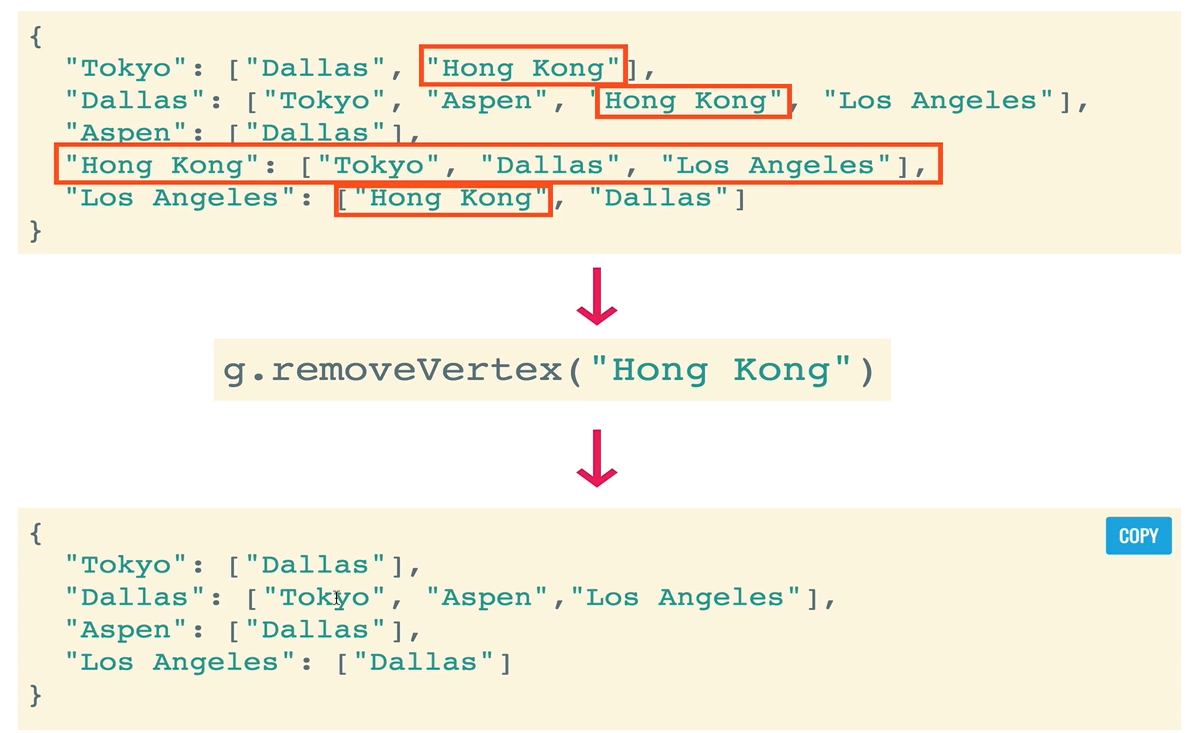 {
"Tokyo": ["Dallas", "Hong Kong"],
"Dallas": ["Tokyo", "Aspen", "Hong Kong", "Los Angeles"],
"Aspen": ["Dallas"],
"Hong Kong": ["Tokyo", "Dallas", "Los Angeles"],
"Los Angeles": ["Hong Kong", "Dallas"]
}
g.removeVertex("Hong Kong")
{
COPY
"Tokyo": ["Dallas"],
"Dallas": ["Tokyo", "Aspen","Los Angeles"],
"Aspen": ["Dallas"],
"Los Angeles": ["Dallas"]
}